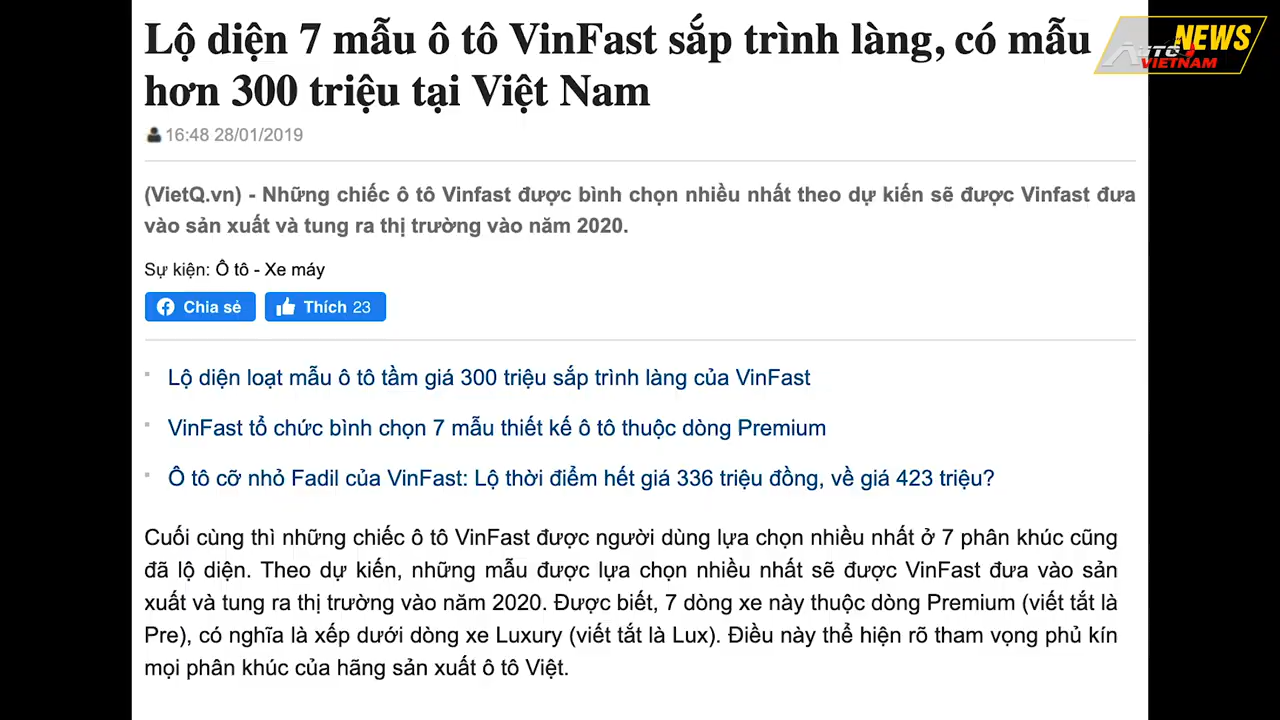 Lộ diện 7 mẫu ô tô VinFast sắp trình làng, có mẫu
hơn 300 triệu tại Việt Nam
NEWS
AUTO
VIETNAM
16:48 28/01/2019
(VietQ.vn) - Những chiếc ô tô Vinfast được bình chọn nhiều nhất theo dự kiến sẽ được Vinfast đưa
vào sản xuất và tung ra thị trường vào năm 2020.
Sự kiện: Ô tô - Xe máy
Chia sẻ Thích 23
Lộ diện loạt mẫu ô tô tầm giá 300 triệu sắp trình làng của VinFast
VinFast tổ chức bình chọn 7 mẫu thiết kế ô tô thuộc dòng Premium
Ô tô cỡ nhỏ Fadil của VinFast: Lộ thời điểm hết giá 336 triệu đồng, về giá 423 triệu?
Cuối cùng thì những chiếc ô tô VinFast được người dùng lựa chọn nhiều nhất ở 7 phân khúc cũng
đã lộ diện. Theo dự kiến, những mẫu được lựa chọn nhiều nhất sẽ được VinFast đưa vào sản
xuất và tung ra thị trường vào năm 2020. Được biết, 7 dòng xe này thuộc dòng Premium (viết tắt là
Pre), có nghĩa là xếp dưới dòng xe Luxury (viết tắt là Lux). Điều này thể hiện rõ tham vọng phủ kín
mọi phân khúc của hãng sản xuất ô tô Việt.